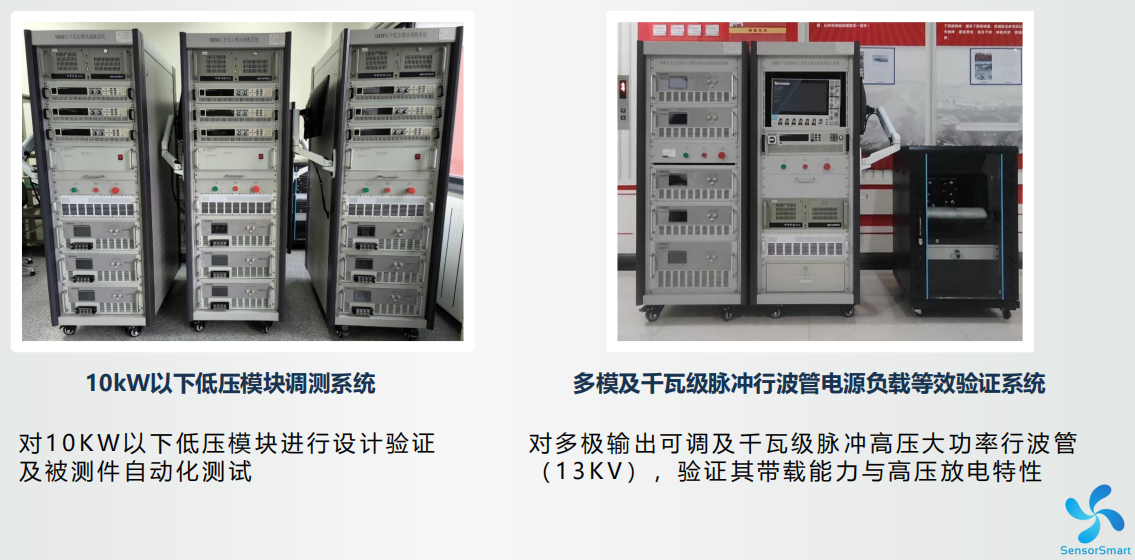 10kW以下低压模块调测系统
对10KW以下低压模块进行设计验证
及被测件自动化测试
多模及千瓦级脉冲行波管电源负载等效验证系统
对多极输出可调及千瓦级脉冲高压大功率行波管
（13KV），验证其带载能力与高压放电特性
SensorSmart